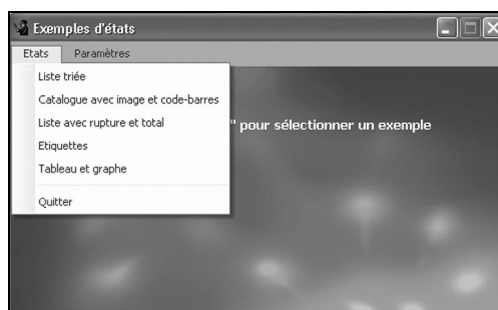 Exemples d'états
Etats Paramètres
Liste triée
Catalogue avec image et code-barres
Liste avec rupture et total
" pour sélectionner un exemple
Etiquettes
Tableau et graphe
Quitter